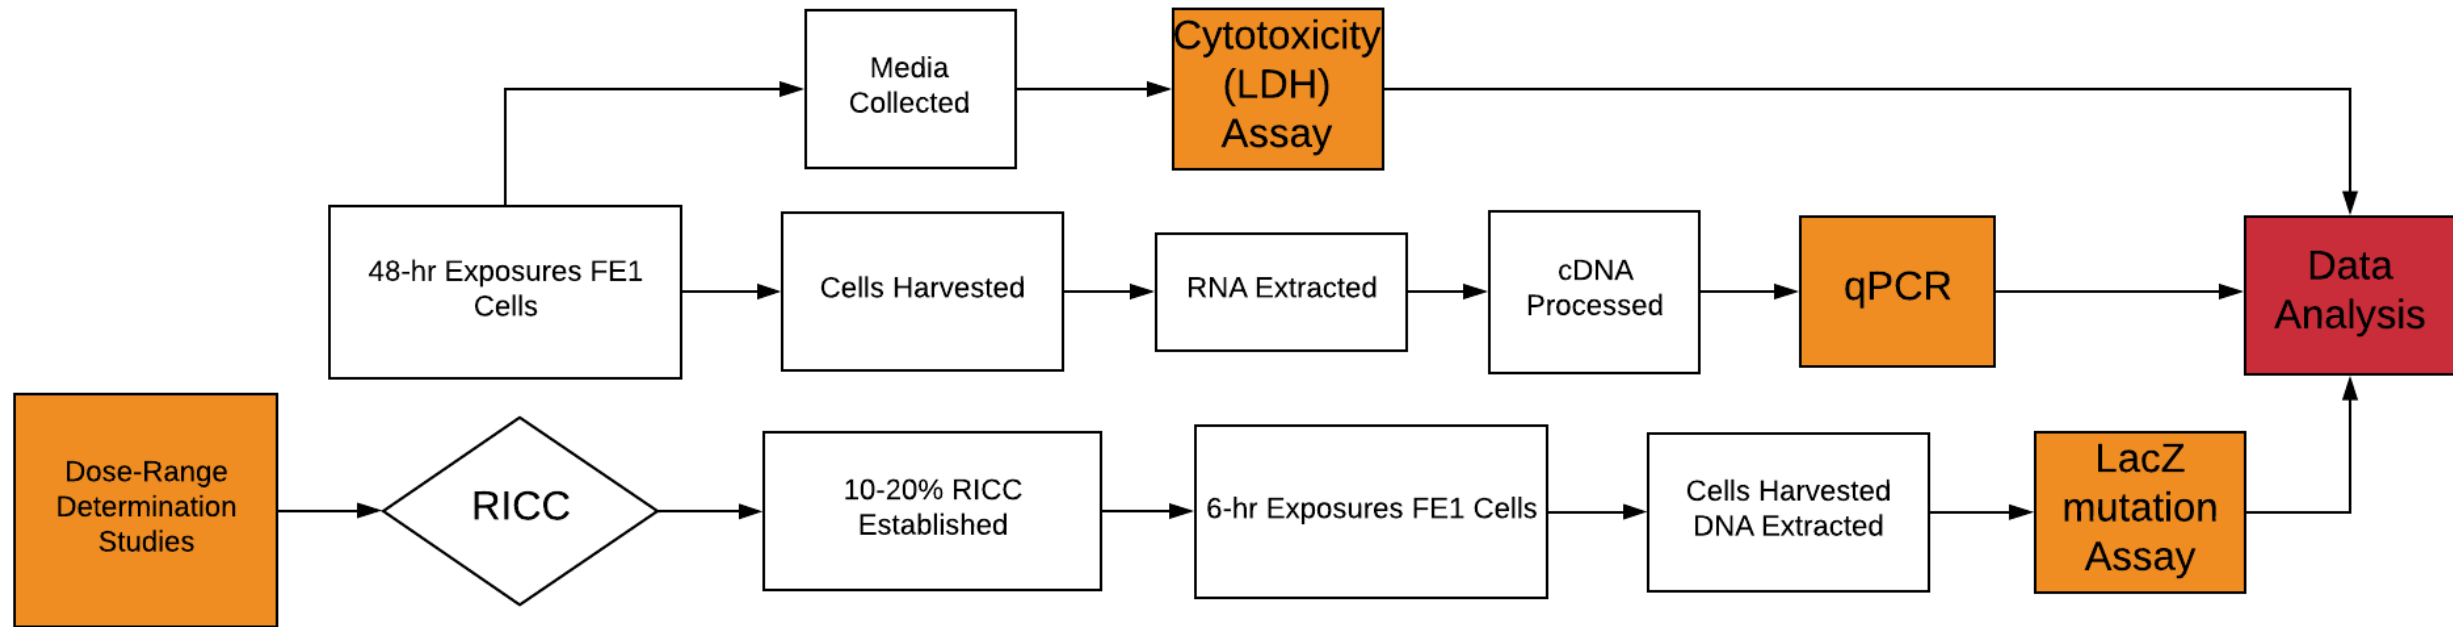 Media
Collected
Cytotoxicity
(LDH)
Assay
48-hr Exposures FE1
Cells
Cells Harvested
RNA Extracted
cDNA
Processed
qPCR
Data
Analysis
Dose-Range
Determination
Studies
RICC
10-20% RICC
Established
6-hr Exposures FE1 Cells
Cells Harvested
DNA Extracted
LacZ
mutation
Assay